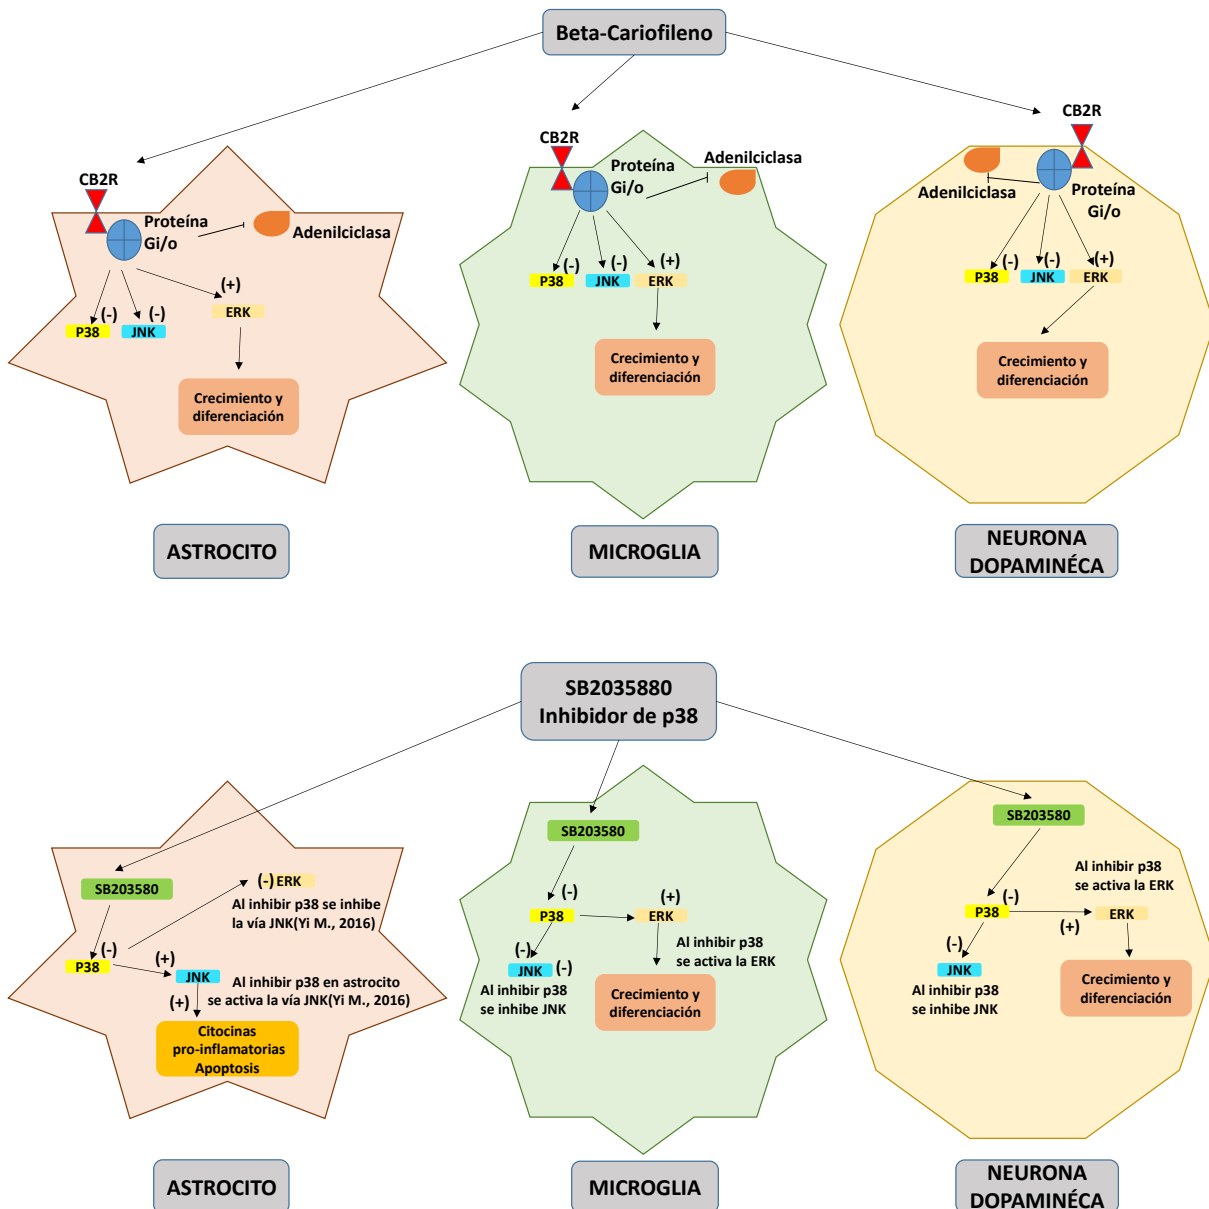 Beta-Cariofileno
CB2R
Proteína
Gi/o
Adenilciclasa
(+)
(-)
(-)
P38
JNK
ERK
Crecimiento y
diferenciación
ASTROCITO
CB2R
Proteína
Gi/o
Adenilciclasa
(-)
(-)
(+)
P38
JNK
ERK
Crecimiento y
diferenciación
MICROGLIA
CB2R
Adenilciclasa
Proteína
Gi/o
(-)
(-)
(+)
P38
JNK
ERK
Crecimiento y
diferenciación
NEURONA
DOPAMINÉCA
SB2035880
Inhibidor de p38
SB203580
(-) ERK
Al inhibir p38 se inhibe
la vía JNK(Yi M., 2016)
(-)
P38
(+)
JNK
Al inhibir p38 en astrocito
se activa la vía JNK(Yi M., 2016)
(+)
Citocinas
pro-inflamatorias
Apoptosis
ASTROCITO
SB203580
(-)
(+)
P38
ERK
(-)
JNK (-)
Al inhibir p38
se activa la ERK
Al inhibir p38
se inhibe JNK
Crecimiento y
diferenciación
MICROGLIA
SB203580
Al inhibir p38
se activa la ERK
(-)
P38
ERK
(+)
(-)
JNK
Al inhibir p38
se inhibe JNK
Crecimiento y
diferenciación
NEURONA
DOPAMINÉCA